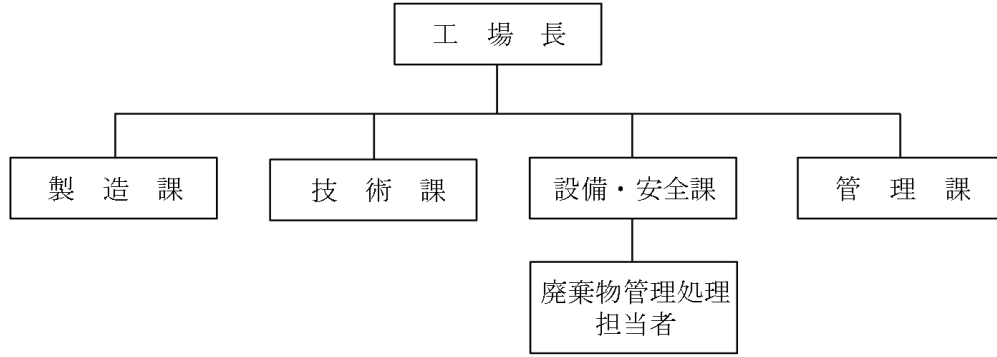 工場長
製造課
技術課
設備・安全課
管理課
廃棄物管理処理
担当者